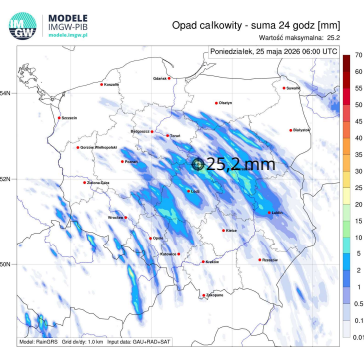 IM
GW
MODELE
IMGW-PIB
modele.imgw.pl
Opad całkowity - suma 24 godz [mm]
Wartość maksymalna: 25.2
Poniedziałek, 25 maja 2026 06:00 UTC
54N
52N
50N
Gdańsk
Koszalin
Suwałki
Olsztyn
Szczecin
Bydgoszcz
Toruń
Białystok
Gorzów Wielkopolski
Poznań
25,2 mm
Zielona Góra
Łódź
Wrocław
Lublin
Opole
Kielce
Katowice
Kraków
Rzeszów
Zakopane
70
60
55
50
45
40
35
30
25
20
15
10
5
2
1
0.5
0.1
0.01
Model: RainGRS Grid dx/dy: 1.0 km Input data: GAU+RAD+SAT